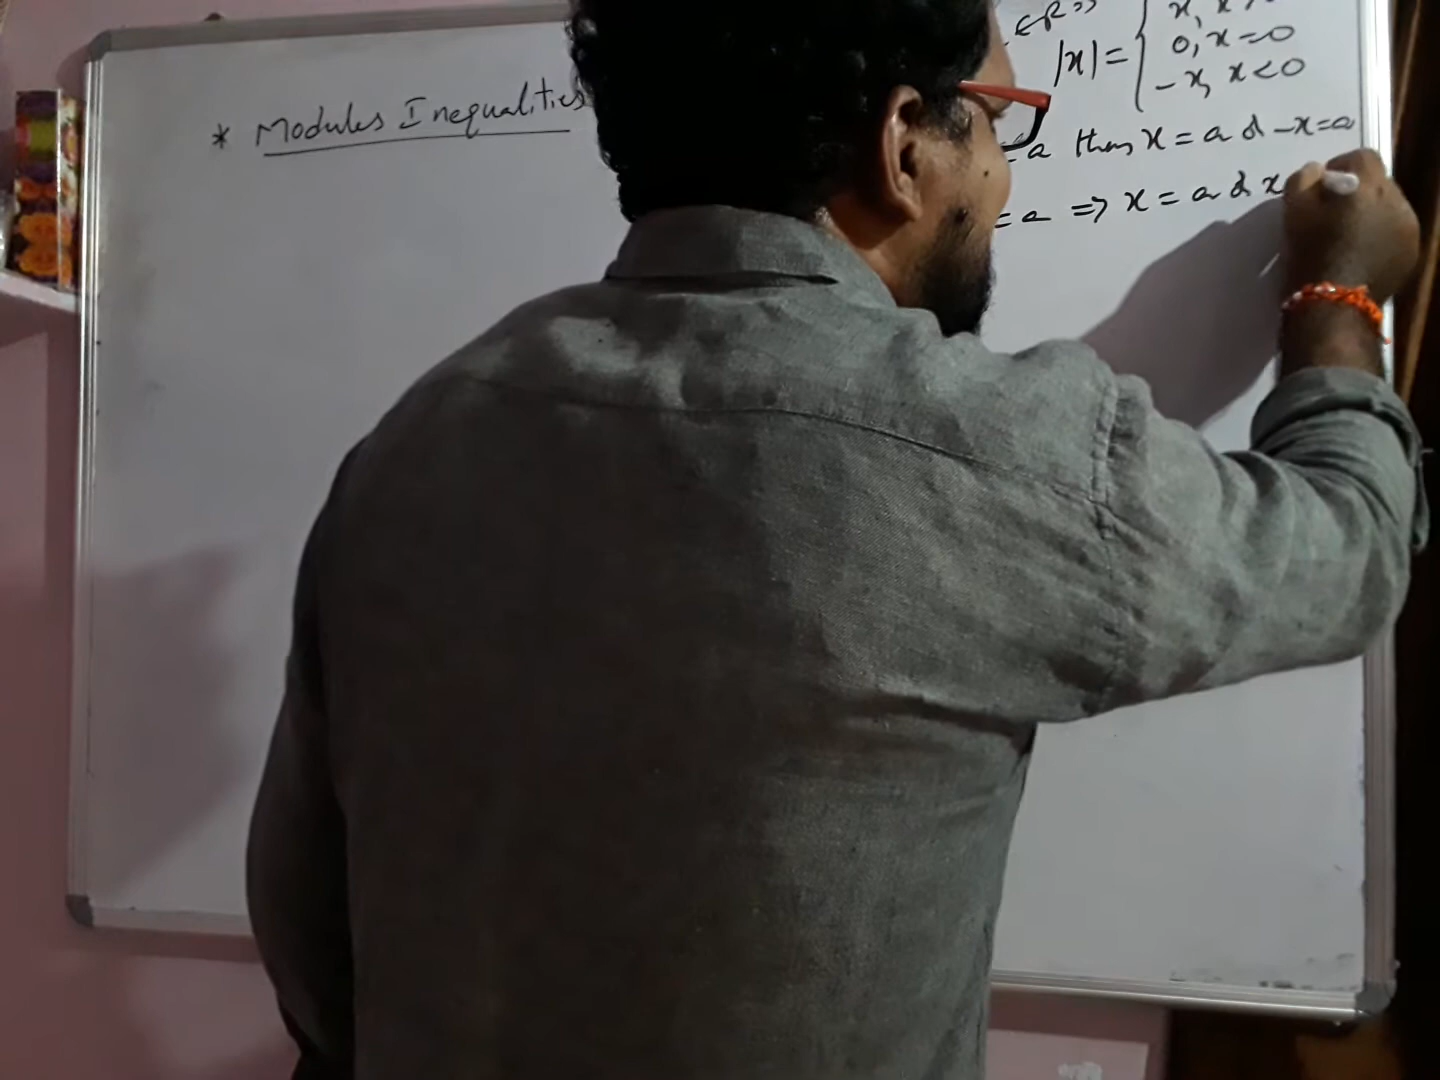 * Modules Inequalities
x, x
|x| = { 0, x=0
-x, x<0
=a then x = a & -x=a
=a ⇒ x = a & x